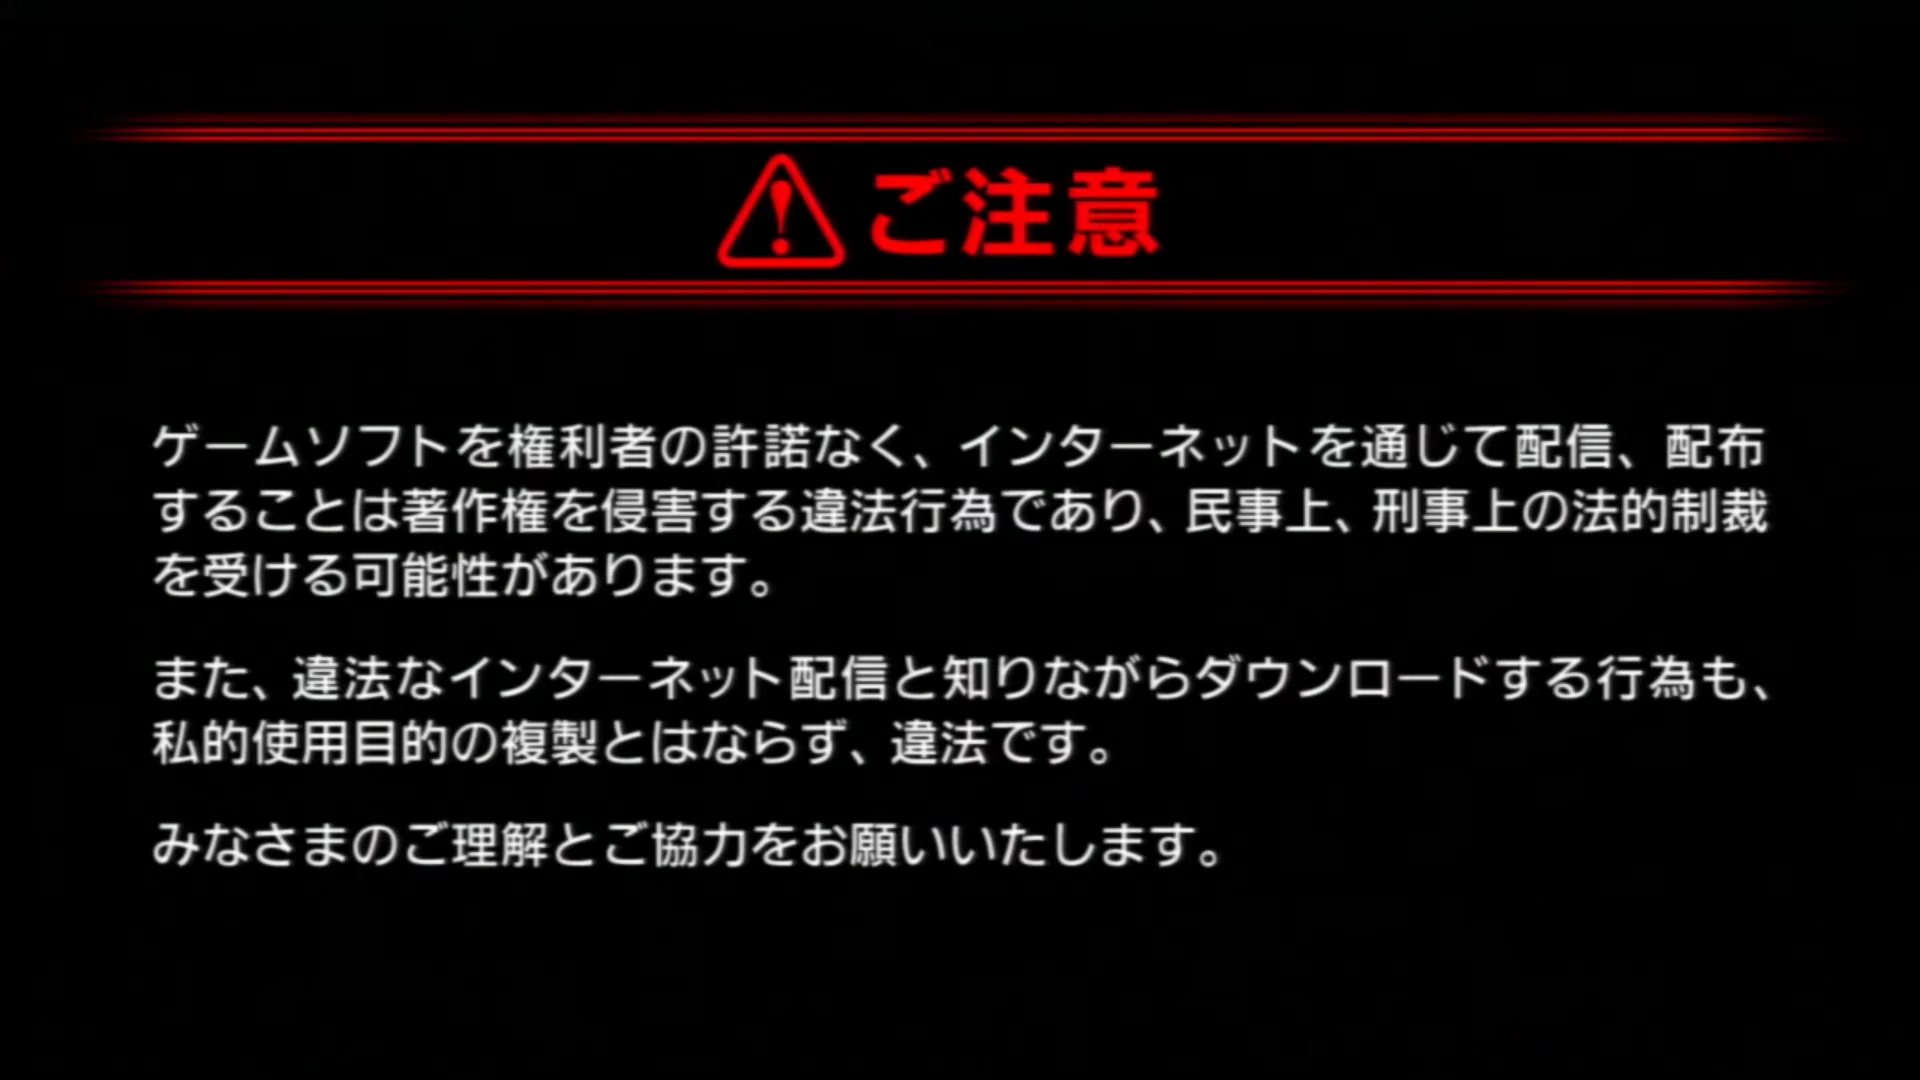 ご注意
ゲームソフトを権利者の許諾なく、インターネットを通じて配信、配布
することは著作権を侵害する違法行為であり、民事上、刑事上の法的制裁
を受ける可能性があります。
また、違法なインターネット配信と知りながらダウンロードする行為も、
私的使用目的の複製とはならず、違法です。
みなさまのご理解とご協力をお願いいたします。